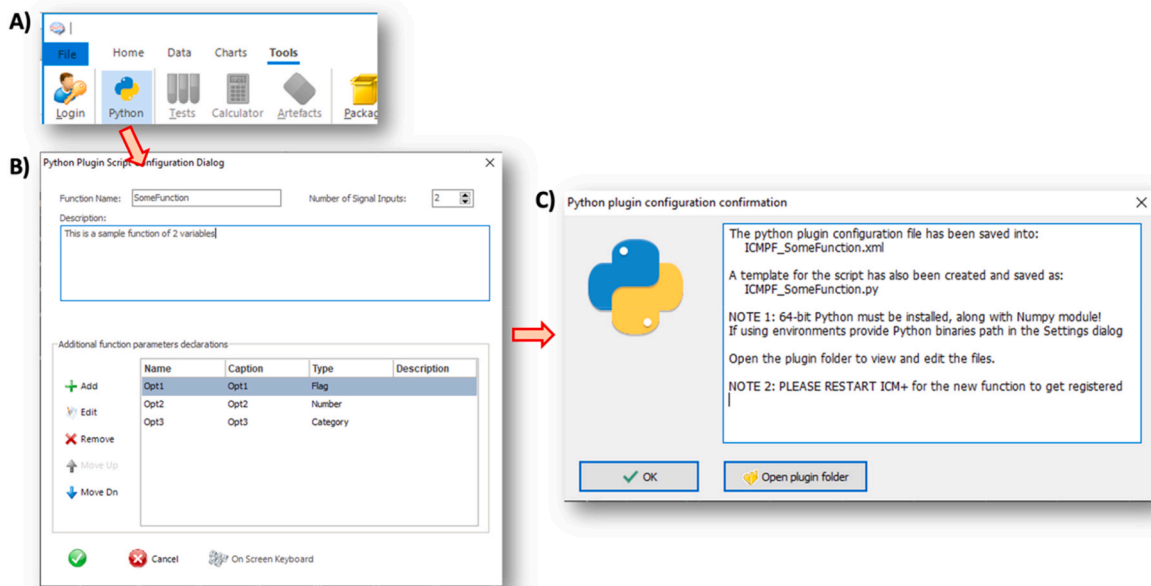 A)
File Home Data Charts Tools
Login Python Tests Calculator Artefacts Packag
B)
Python Plugin Script Configuration Dialog
Function Name: SomeFunction Number of Signal Inputs: 2
Description:
This is a sample function of 2 variables
Additional function parameters declarations
Name Caption Type Description
Add
Opt1 Opt1 Flag
Edit
Opt2 Opt2 Number
Remove
Opt3 Opt3 Category
Move Up
Move Dn
Cancel On Screen Keyboard
C)
Python plugin configuration confirmation
The python plugin configuration file has been saved into:
ICMPF_SomeFunction.xml
A template for the script has also been created and saved as:
ICMPF_SomeFunction.py
NOTE 1: 64-bit Python must be installed, along with Numpy module!
If using environments provide Python binaries path in the Settings dialog
Open the plugin folder to view and edit the files.
NOTE 2: PLEASE RESTART ICM+ for the new function to get registered
OK Open plugin folder